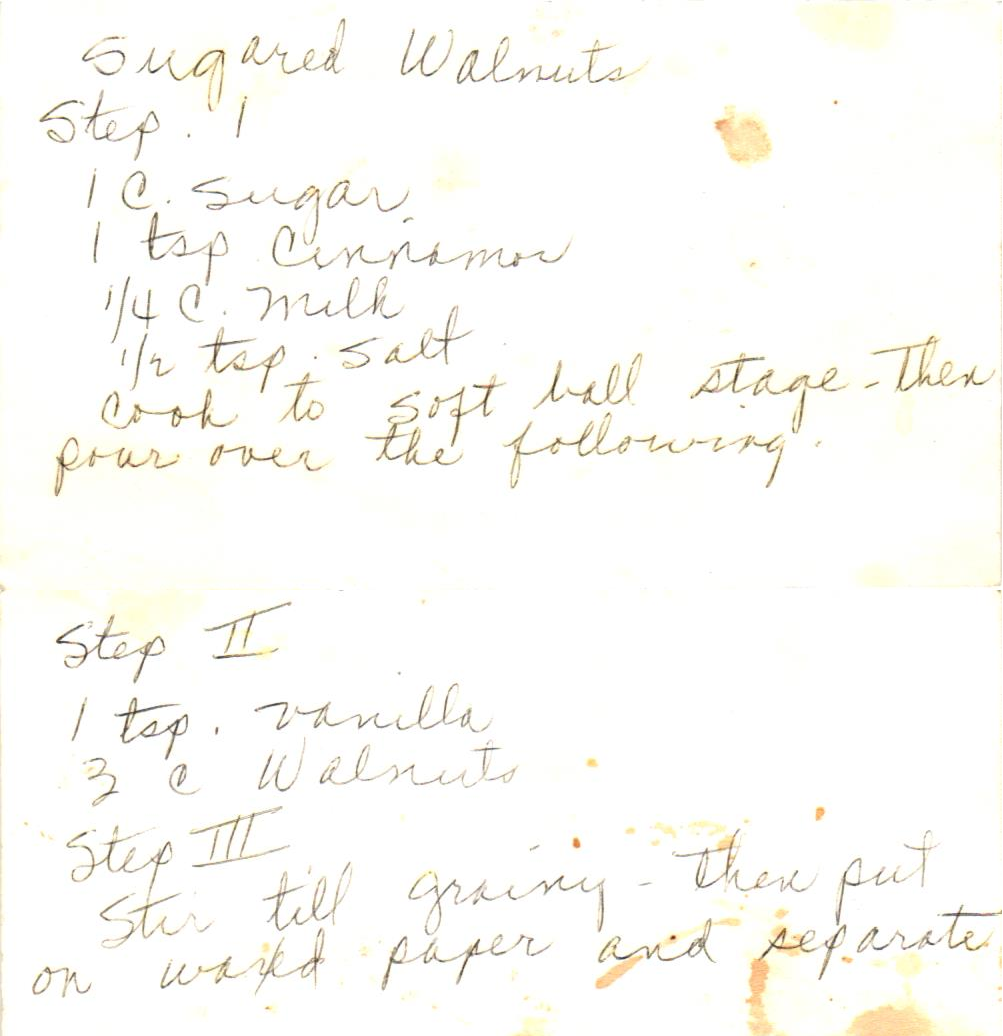 Sugared Walnuts
Step. 1
1 C. Sugar
1 tsp Cinnamon
1/4 C. Milk
1/2 tsp. Salt
Cook to soft ball stage - Then
pour over the following.
Step II
1 tsp. vanilla
3 c Walnuts
Step III
Stir till grainy - Then put
on waxed paper and separate